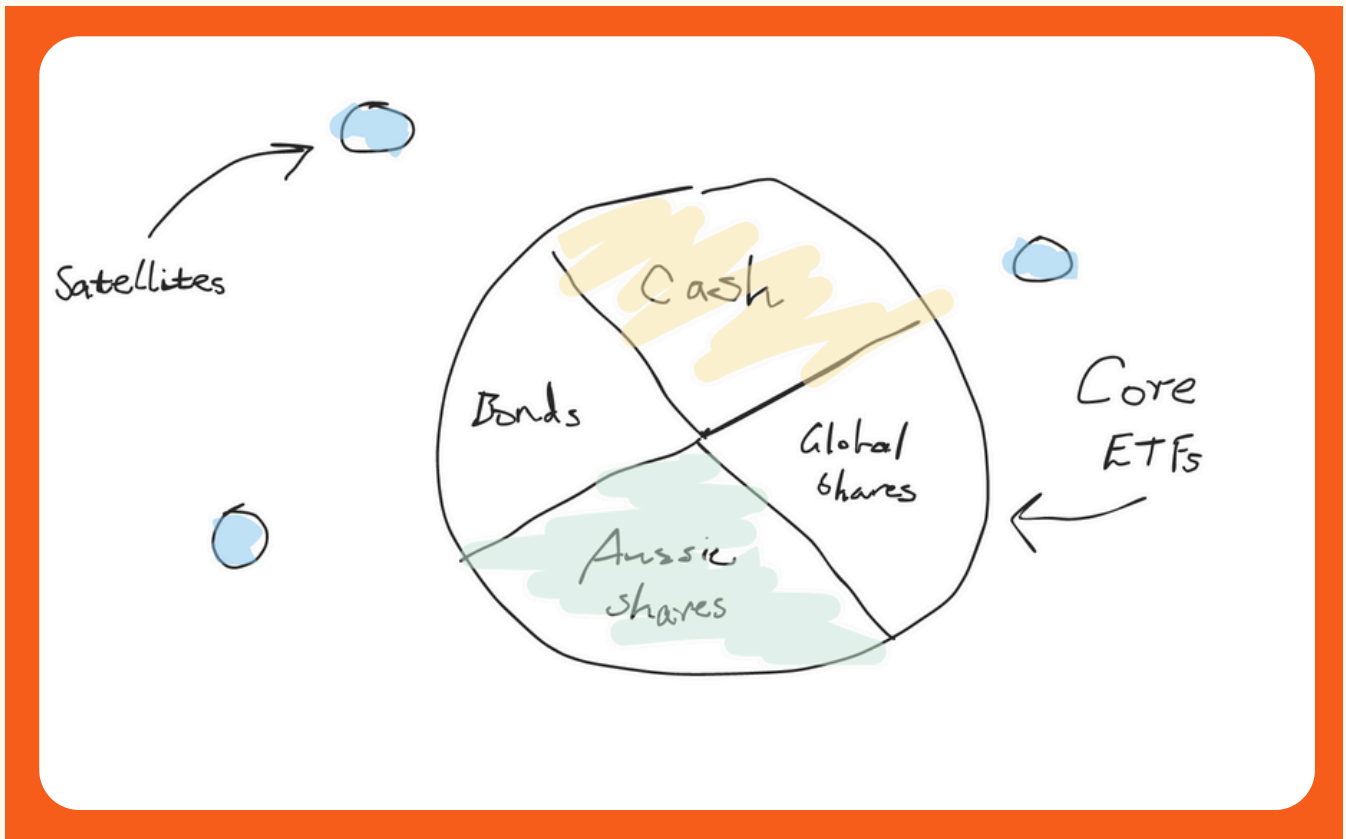 Satellites
Cash
Bonds
Global
Shares
Core
ETFs
Aussie
shares